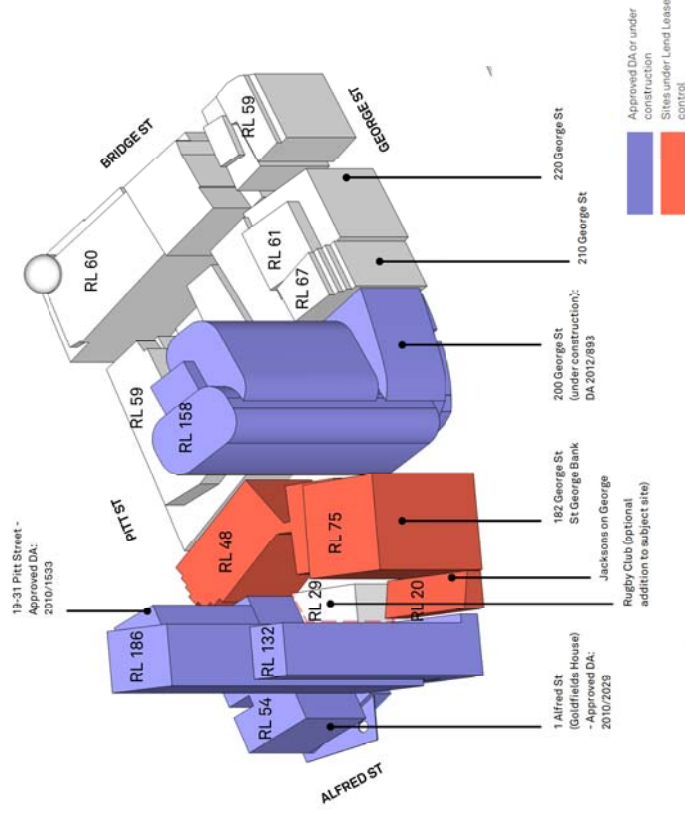 19-31 Pitt Street -
Approved DA:
2010/1533
BRIDGE ST
PITT ST
GEORGE ST
ALFRED ST
RL 60
RL 59
RL 59
RL 61
RL 67
RL 158
RL 48
RL 75
RL 29
RL 20
RL 186
RL 132
RL 54
1 Alfred St
(Goldfields House)
- Approved DA:
2010/2029
Rugby Club (optional
addition to subject site)
Jacksons on George
182 George St
St George Bank
200 George St
(under construction):
DA 2012/893
210 George St
220 George St
Approved DA or under
construction
Sites under Lend Lease
control